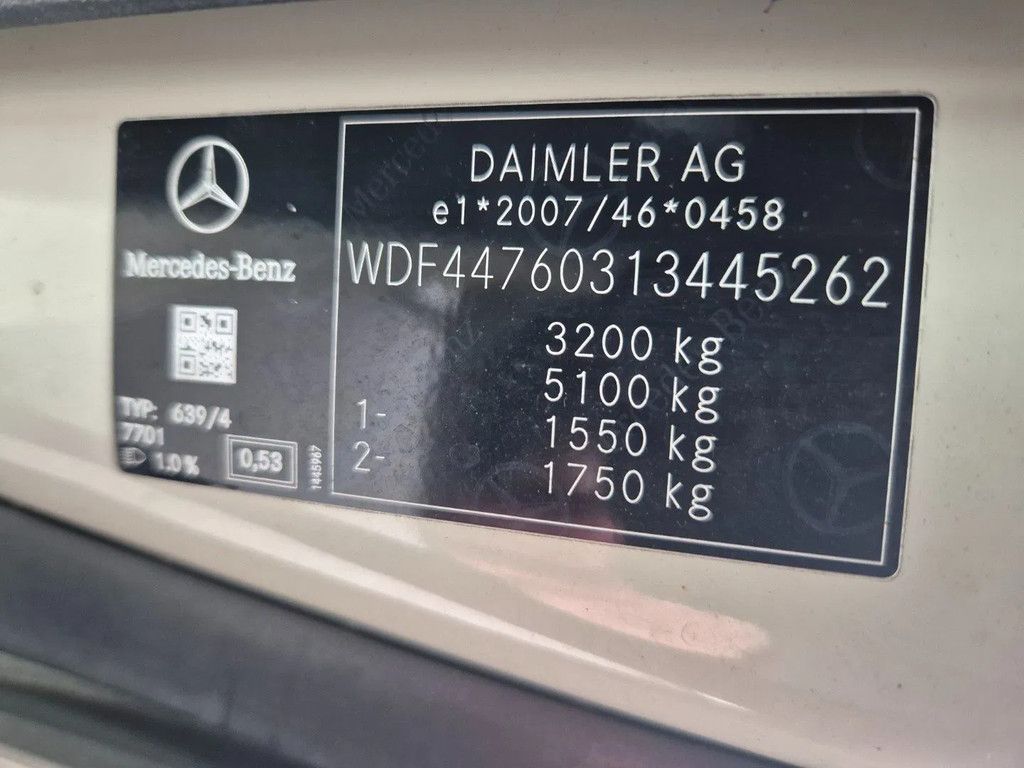 Mercedes-Benz
TYP: 639/4
7701
1.0%
0,53
1445967
DAIMLER AG
e1*2007/46*0458
WDF44760313445262
3200 kg
5100 kg
1- 1550 kg
2- 1750 kg